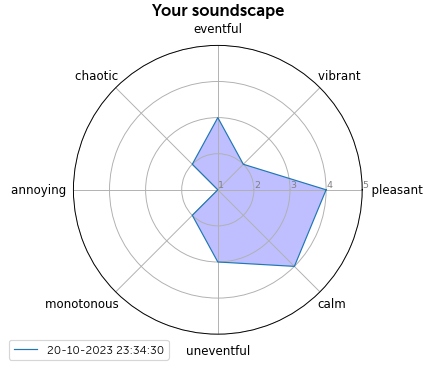 Your soundscape
eventful
chaotic
vibrant
annoying
1
2
3
4
5
pleasant
monotonous
calm
20-10-2023 23:34:30
uneventful